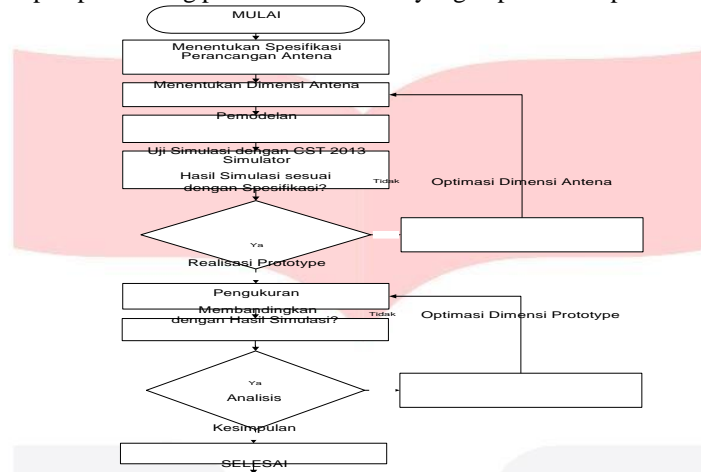 MULAI
Menentukan Spesifikasi
Perancangan Antena
Menentukan Dimensi Antena
Pemodelan
Uji Simulasi dengan CST 2013
Simulator
Hasil Simulasi sesuai
dengan Spesifikasi?
Tidak
Optimasi Dimensi Antena
Ya
Realisasi Prototype
Pengukuran
Membandingkan
dengan Hasil Simulasi?
Tidak
Optimasi Dimensi Prototype
Ya
Analisis
Kesimpulan
SELESAI